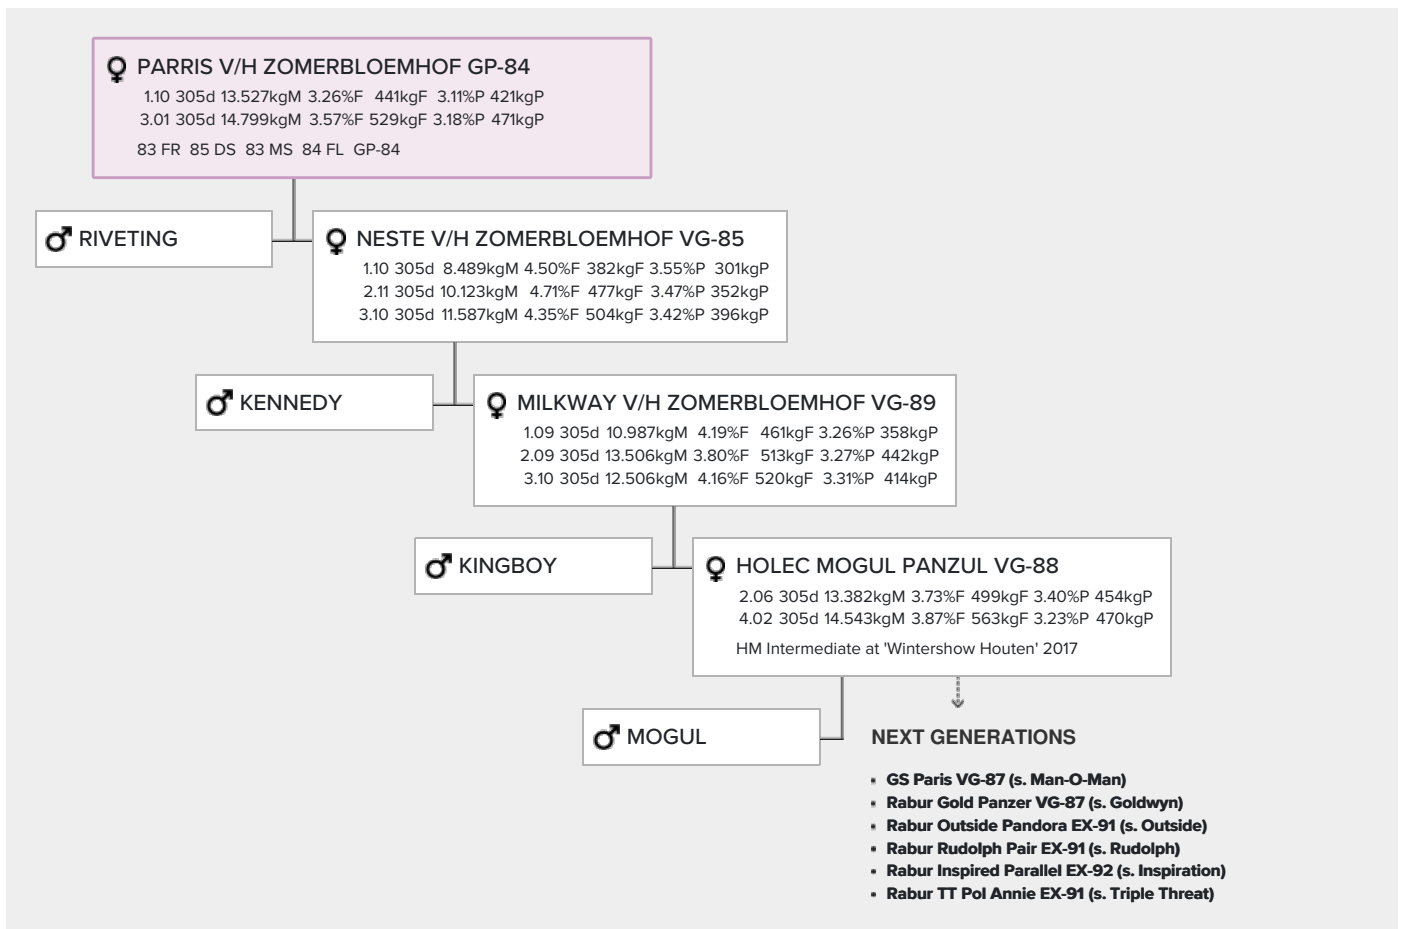 PARRIS V/H ZOMERBLOEMHOF GP-84
1.10 305d 13.527kgM 3.26%F 441kgF 3.11%P 421kgP
3.01 305d 14.799kgM 3.57%F 529kgF 3.18%P 471kgP
83 FR 85 DS 83 MS 84 FL GP-84
RIVETING
NESTE V/H ZOMERBLOEMHOF VG-85
1.10 305d 8.489kgM 4.50%F 382kgF 3.55%P 301kgP
2.11 305d 10.123kgM 4.71%F 477kgF 3.47%P 352kgP
3.10 305d 11.587kgM 4.35%F 504kgF 3.42%P 396kgP
KENNEDY
MILKWAY V/H ZOMERBLOEMHOF VG-89
1.09 305d 10.987kgM 4.19%F 461kgF 3.26%P 358kgP
2.09 305d 13.506kgM 3.80%F 513kgF 3.27%P 442kgP
3.10 305d 12.506kgM 4.16%F 520kgF 3.31%P 414kgP
KINGBOY
HOLEC MOGUL PANZUL VG-88
2.06 305d 13.382kgM 3.73%F 499kgF 3.40%P 454kgP
4.02 305d 14.543kgM 3.87%F 563kgF 3.23%P 470kgP
HM Intermediate at 'Wintershow Houten' 2017
MOGUL
NEXT GENERATIONS
GS Paris VG-87 (s. Man-O-Man)
Rabur Gold Panzer VG-87 (s. Goldwyn)
Rabur Outside Pandora EX-91 (s. Outside)
Rabur Rudolph Pair EX-91 (s. Rudolph)
Rabur Inspired Parallel EX-92 (s. Inspiration)
Rabur TT Pol Annie EX-91 (s. Triple Threat)